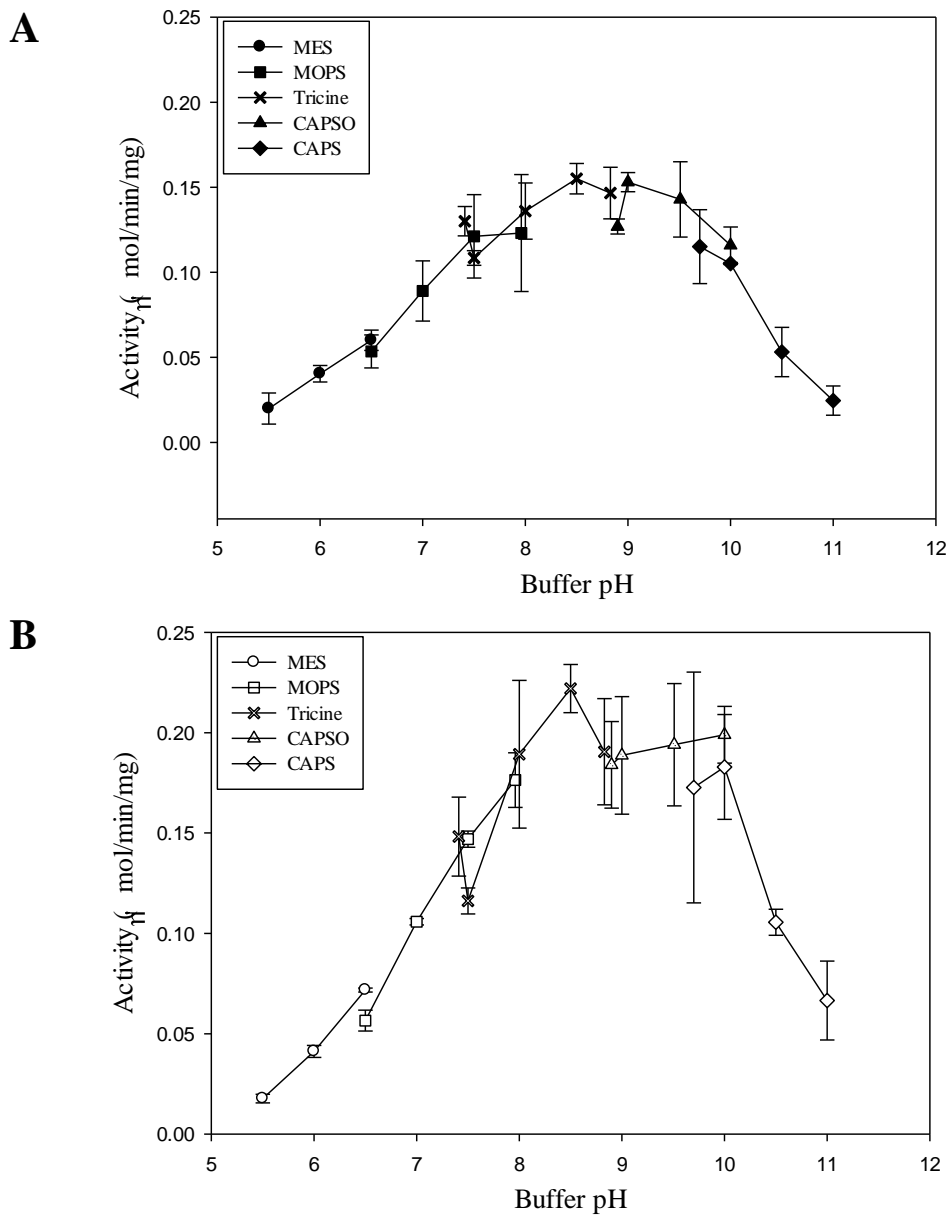 A
0.25
0.20
0.15
0.10
0.05
0.00
MES
MOPS
Tricine
CAPSO
CAPS
Activity ( mol/min/mg)
5 6 7 8 9 10 11 12
Buffer pH
B
0.25
0.20
0.15
0.10
0.05
0.00
MES
MOPS
Tricine
CAPSO
CAPS
Activity ( mol/min/mg)
5 6 7 8 9 10 11 12
Buffer pH